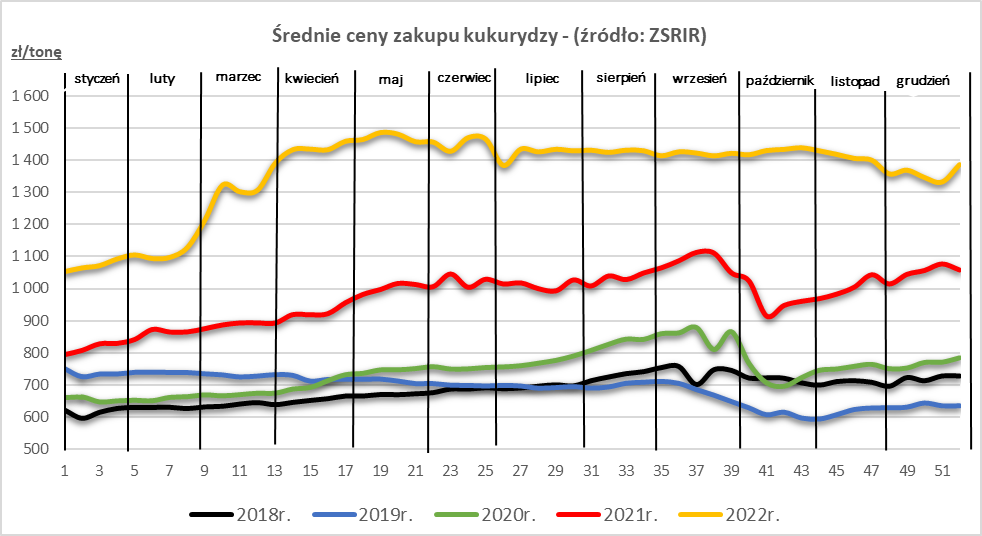 Średnie ceny zakupu kukurydzy - (źródło: ZSRIR)
zł/tonę
styczeń luty marzec kwiecień maj czerwiec lipiec sierpień wrzesień październik listopad grudzień
1 600
1 500
1 400
1 300
1 200
1 100
1 000
900
800
700
600
500
1 3 5 7 9 11 13 15 17 19 21 23 25 27 29 31 33 35 37 39 41 43 45 47 49 51
2018r. 2019r. 2020r. 2021r. 2022r.